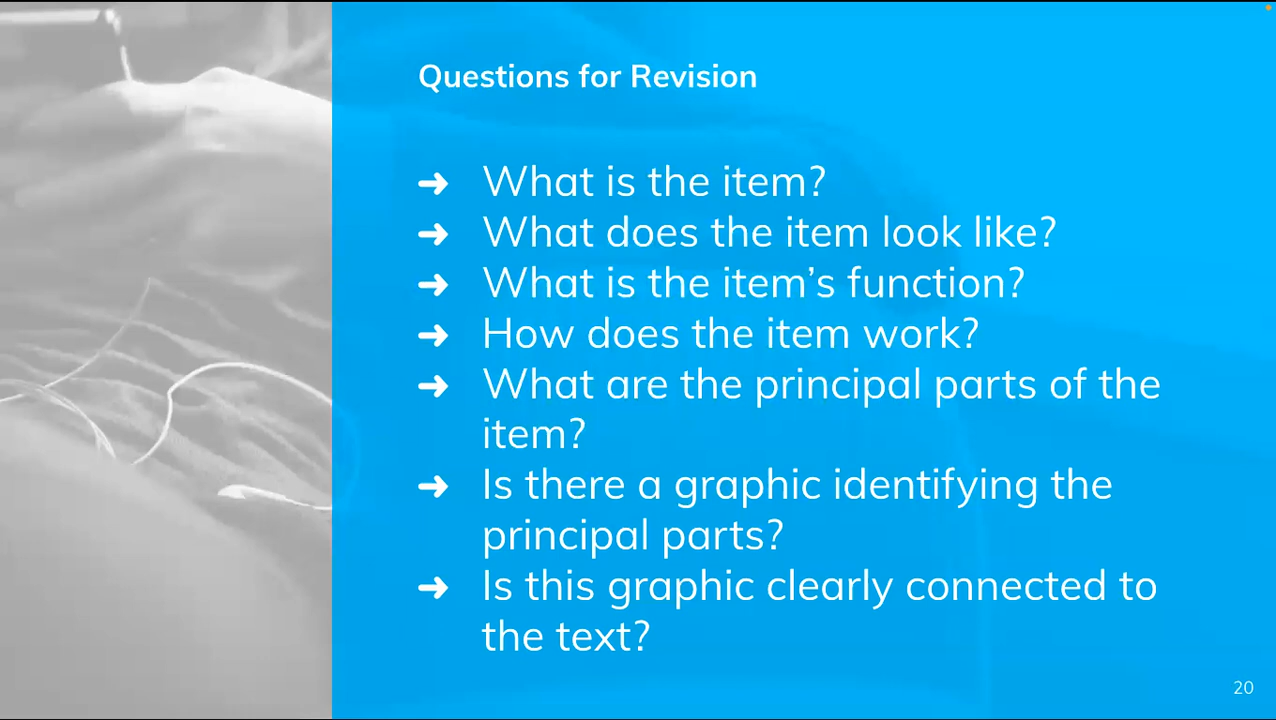 Questions for Revision
➜ What is the item?
➜ What does the item look like?
➜ What is the item’s function?
➜ How does the item work?
➜ What are the principal parts of the
item?
➜ Is there a graphic identifying the
principal parts?
➜ Is this graphic clearly connected to
the text?
20